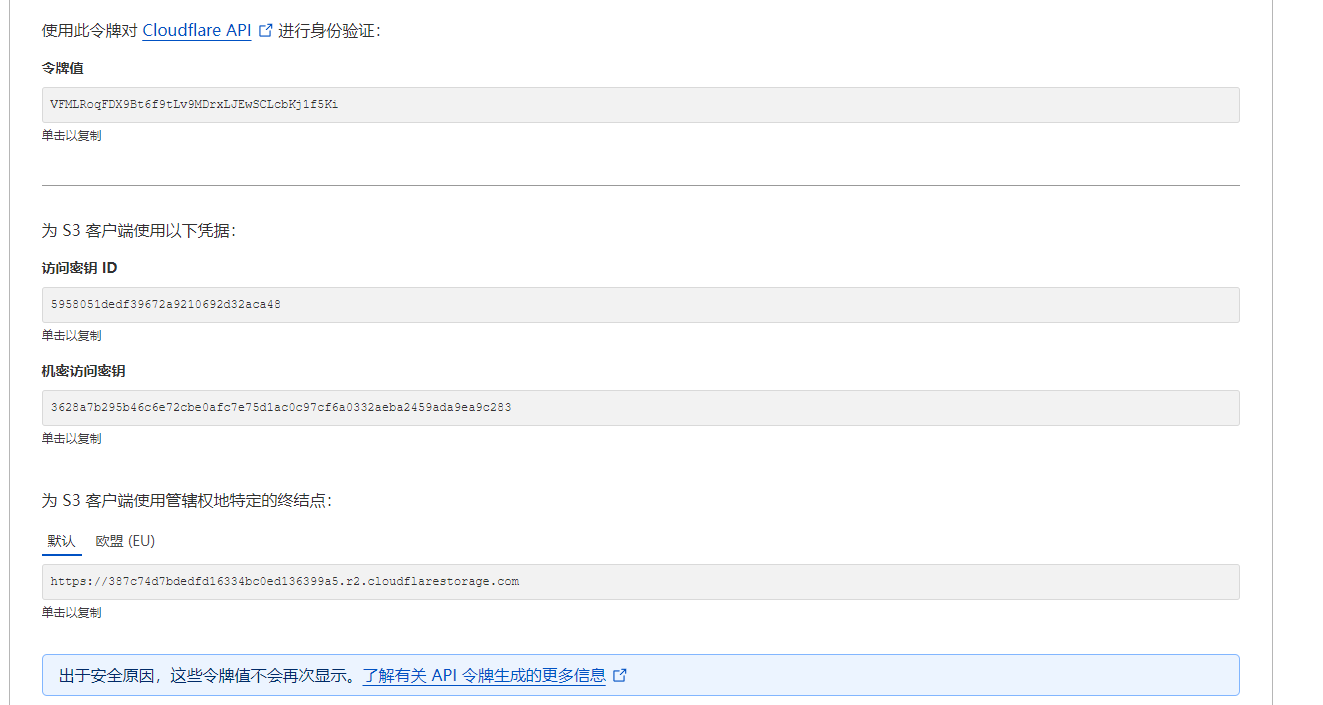 使用此令牌对 Cloudflare API 进行身份验证:
令牌值
VFMLRoqFDX9Bt6f9tLv9MDrxLJEwSCLcbKj1f5Ki
单击以复制
为 S3 客户端使用以下凭据:
访问密钥 ID
5958051dedf39672a9210692d32aca48
单击以复制
机密访问密钥
3628a7b295b46c6e72cbe0afc7e75d1ac0c97cf6a0332aeba2459ada9ea9c283
单击以复制
为 S3 客户端使用管辖权地特定的终结点:
默认 欧盟 (EU)
https://387c74d7bdedfd16334bc0ed136399a5.r2.cloudflarestorage.com
单击以复制
出于安全原因，这些令牌值不会再次显示。了解有关 API 令牌生成的更多信息